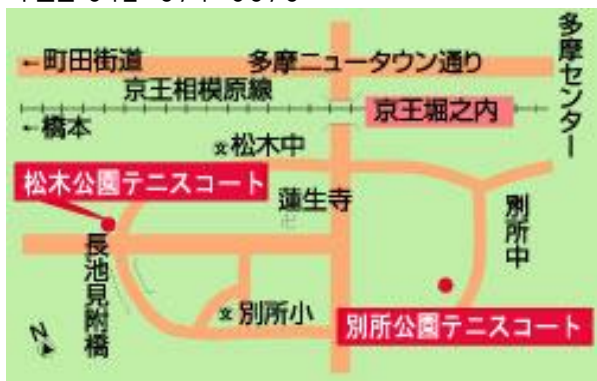 ←町田街道
多摩ニュータウン通り
多摩センター
京王相模原線
京王堀之内
←橋本
文松木中
松木公園テニスコート
蓮生寺
卍
別所中
長池見附橋
文別所小
別所公園テニスコート
N